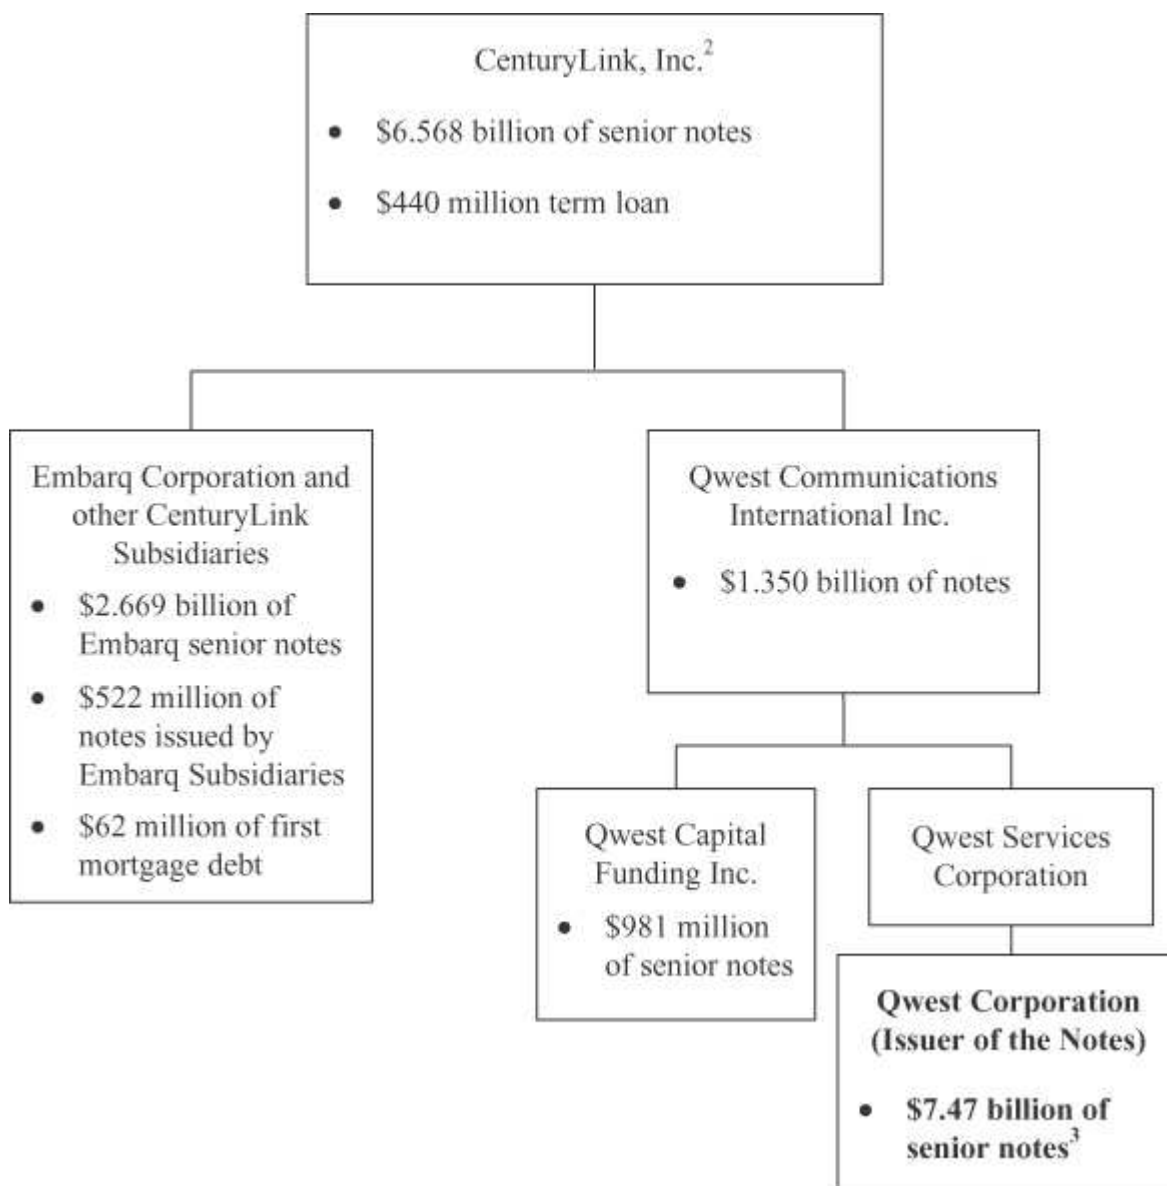 CenturyLink, Inc.2
• $6.568 billion of senior notes
• $440 million term loan
Embarq Corporation and
other CenturyLink
Subsidiaries
• $2.669 billion of
Embarq senior notes
• $522 million of
notes issued by
Embarq Subsidiaries
• $62 million of first
mortgage debt
Qwest Communications
International Inc.
• $1.350 billion of notes
Qwest Capital
Funding Inc.
• $981 million
of senior notes
Qwest Services
Corporation
Qwest Corporation
(Issuer of the Notes)
• $7.47 billion of
senior notes3